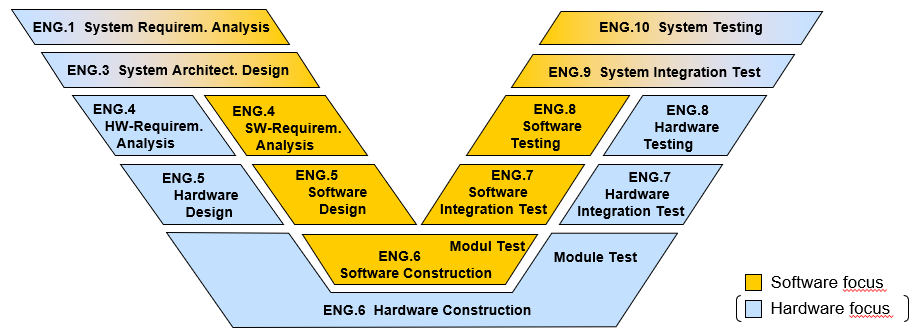 ENG.1 System Requirem. Analysis
ENG.10 System Testing
ENG.3 System Architect. Design
ENG.9 System Integration Test
ENG.4
HW-Requirem.
Analysis
ENG.4
SW-Requirem.
Analysis
ENG.8
Software
Testing
ENG.8
Hardware
Testing
ENG.5
Hardware
Design
ENG.5
Software
Design
ENG.7
Software
Integration Test
ENG.7
Hardware
Integration Test
Modul Test
ENG.6
Software Construction
Module Test
ENG.6 Hardware Construction
Software focus
Hardware focus